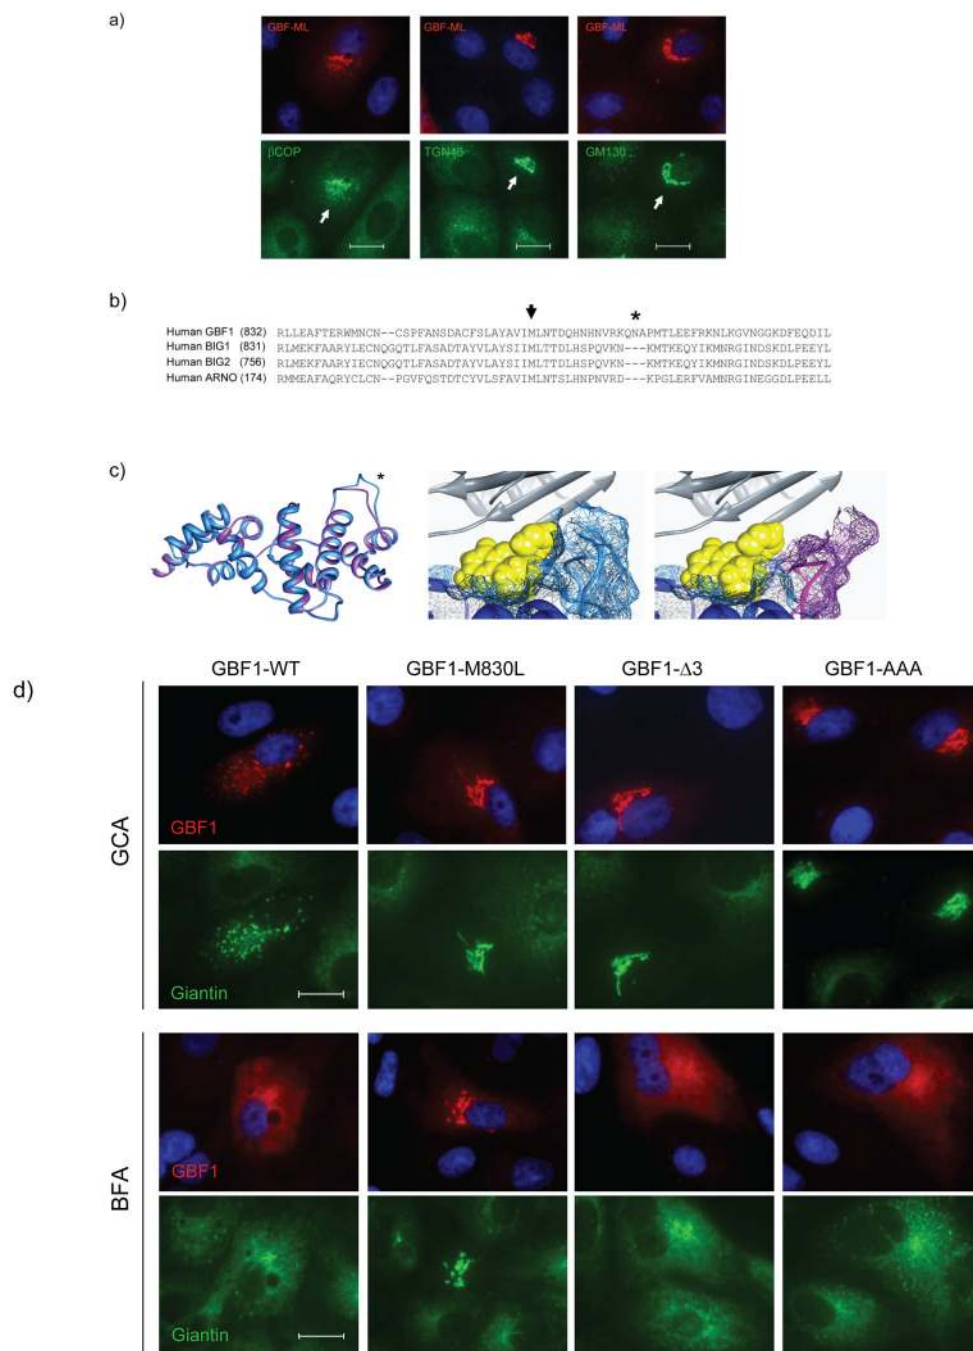 a)
GBF-ML GBF-ML GBF-ML
βCOP TGN46 GM130
b)
*
Human GBF1 (832) RLLEAFTERWMNCN--CSPFANSDACFSLAYAVIMLNTDQHNHNVRKQNAPMTLEEFRKNLKGVNGGKDFEQDIL
Human BIG1 (831) RLMEKFAARYLECNQGQTLFASADTAYVLAYSIIMLTTDLHSPQVKN---KMTKEQYIKMNRGINDSKDLPEEYL
Human BIG2 (756) RLMEKFAARYIECNQGQTLFASADTAYVLAYSIIMLTTDLHSPQVKN---KMTKEQYIKMNRGINDSKDLPEEYL
Human ARNO (174) RMMEAFAQRYCLCN--PGVFQSTDTCYVLSFAVIMLNTSLHNPNVRD---KPGLERFVAMNRGINEGGDLPEELL
c)
*
d)
GBF1-WT GBF1-M830L GBF1-Δ3 GBF1-AAA
GCA
GBF1
Giantin
BFA
GBF1
Giantin